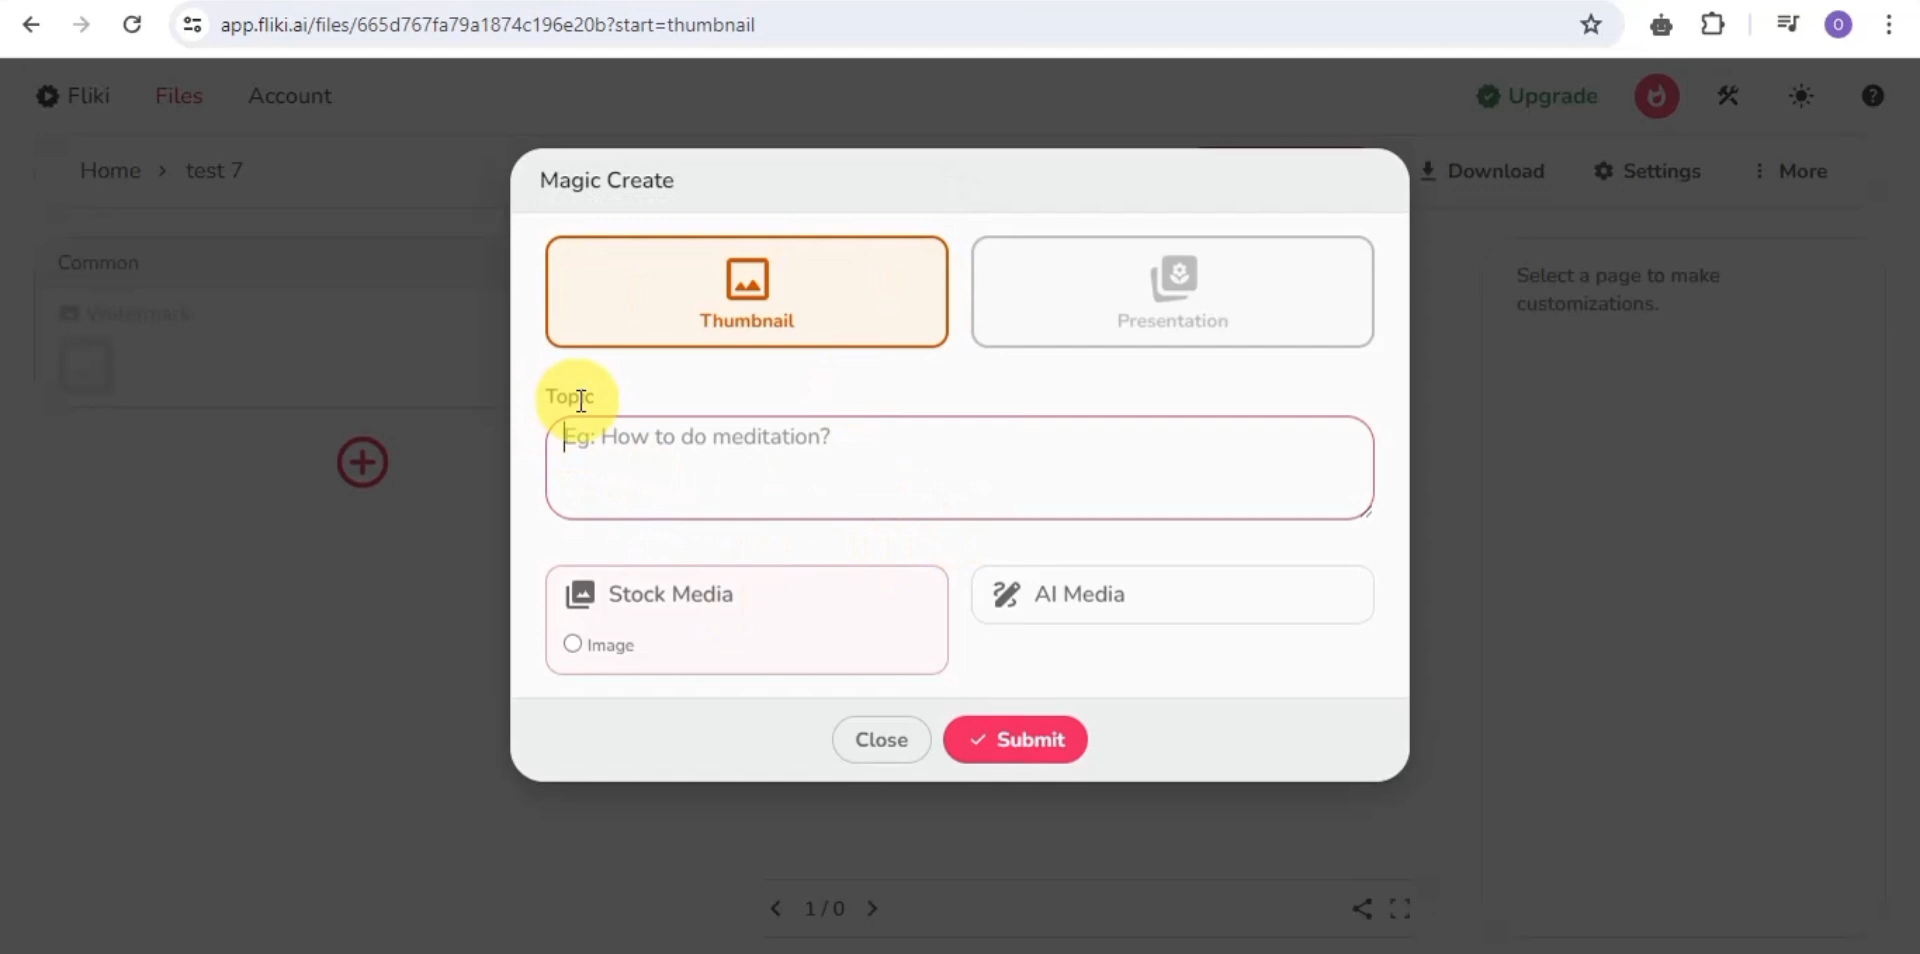 app.fliki.ai/files/665d767fa79a1874c196e20b?start=thumbnail
O
Fliki Files Account Upgrade
Home > test 7
Download Settings More
Magic Create
Thumbnail
Presentation
Common
Watermark
Select a page to make
customizations.
Topic
Eg: How to do meditation?
Stock Media
Image
AI Media
Close
Submit
1 / 0